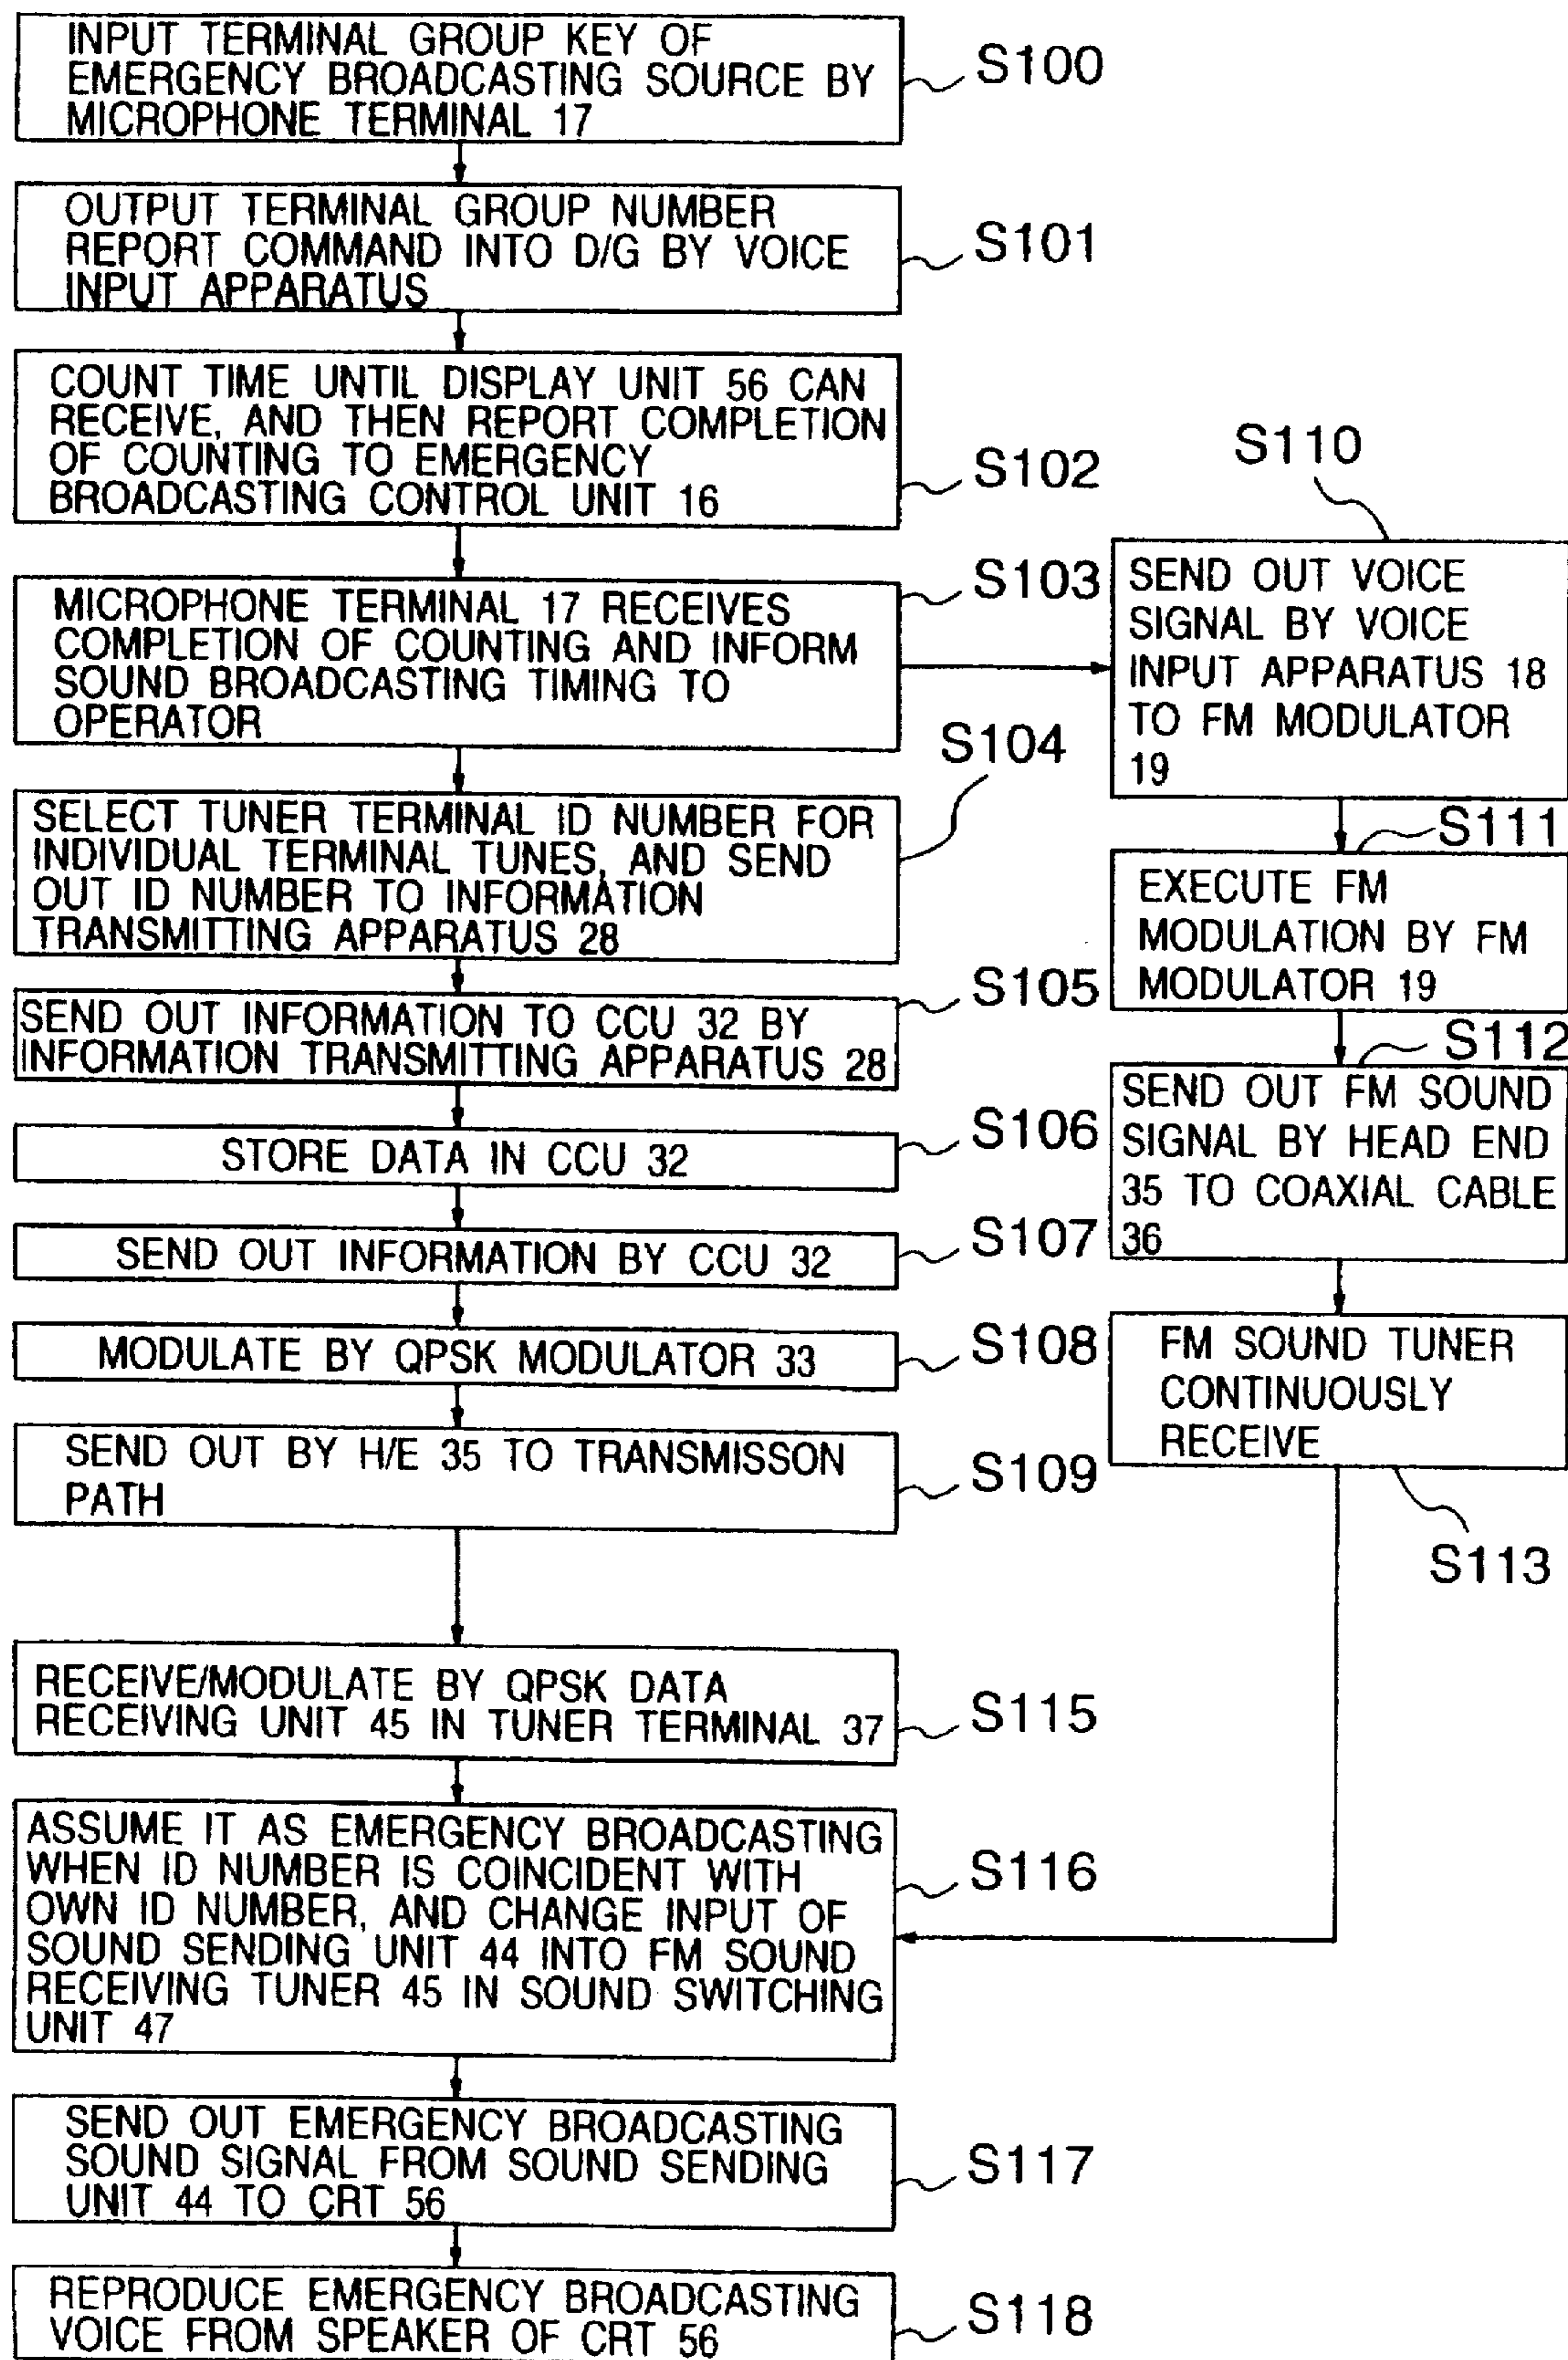 INPUT TERMINAL GROUP KEY OF
EMERGENCY BROADCASTING SOURCE BY
MICROPHONE TERMINAL 17
S100
OUTPUT TERMINAL GROUP NUMBER
REPORT COMMAND INTO D/G BY VOICE
INPUT APPARATUS
S101
COUNT TIME UNTIL DISPLAY UNIT 56 CAN
RECEIVE, AND THEN REPORT COMPLETION
OF COUNTING TO EMERGENCY
BROADCASTING CONTROL UNIT 16
S102
MICROPHONE TERMINAL 17 RECEIVES
COMPLETION OF COUNTING AND INFORM
SOUND BROADCASTING TIMING TO
OPERATOR
S103
SELECT TUNER TERMINAL ID NUMBER FOR
INDIVIDUAL TERMINAL TUNES, AND SEND
OUT ID NUMBER TO INFORMATION
TRANSMITTING APPARATUS 28
S104
SEND OUT INFORMATION TO CCU 32 BY
INFORMATION TRANSMITTING APPARATUS 28
S105
STORE DATA IN CCU 32
S106
SEND OUT INFORMATION BY CCU 32
S107
MODULATE BY QPSK MODULATOR 33
S108
SEND OUT BY H/E 35 TO TRANSMISSON
PATH
S109
S110
SEND OUT VOICE
SIGNAL BY VOICE
INPUT APPARATUS 18
TO FM MODULATOR
19
S111
EXECUTE FM
MODULATION BY FM
MODULATOR 19
S112
SEND OUT FM SOUND
SIGNAL BY HEAD END
35 TO COAXIAL CABLE
36
FM SOUND TUNER
CONTINUOUSLY
RECEIVE
S113
RECEIVE/MODULATE BY QPSK DATA
RECEIVING UNIT 45 IN TUNER TERMINAL 37
S115
ASSUME IT AS EMERGENCY BROADCASTING
WHEN ID NUMBER IS COINCIDENT WITH
OWN ID NUMBER, AND CHANGE INPUT OF
SOUND SENDING UNIT 44 INTO FM SOUND
RECEIVING TUNER 45 IN SOUND SWITCHING
UNIT 47
S116
SEND OUT EMERGENCY BROADCASTING
SOUND SIGNAL FROM SOUND SENDING
UNIT 44 TO CRT 56
S117
REPRODUCE EMERGENCY BROADCASTING
VOICE FROM SPEAKER OF CRT 56
S118